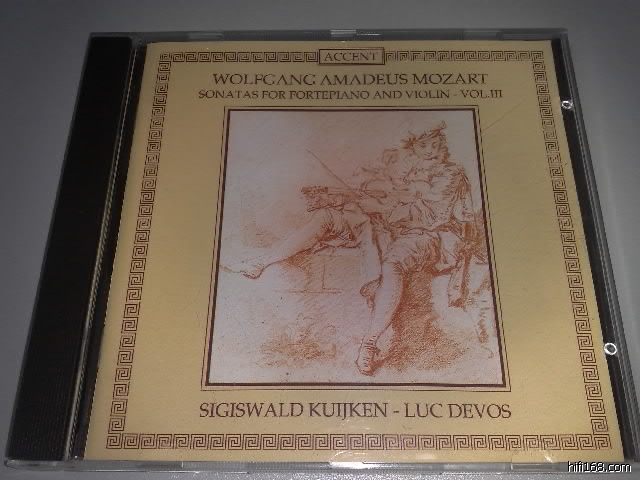 ACCENT
WOLFGANG AMADEUS MOZART
SONATAS FOR FORTEPIANO AND VIOLIN - VOL.III
SIGISWALD KUIJKEN - LUC DEVOS
hifi168.com